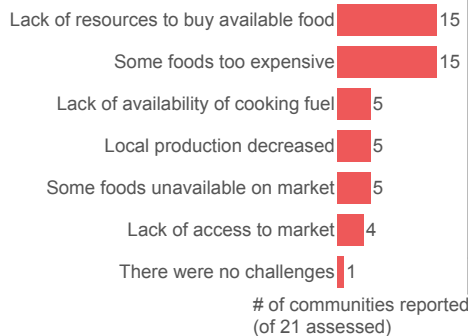 Lack of resources to buy available food 15
Some foods too expensive 15
Lack of availability of cooking fuel 5
Local production decreased 5
Some foods unavailable on market 5
Lack of access to market 4
There were no challenges 1
# of communities reported
(of 21 assessed)